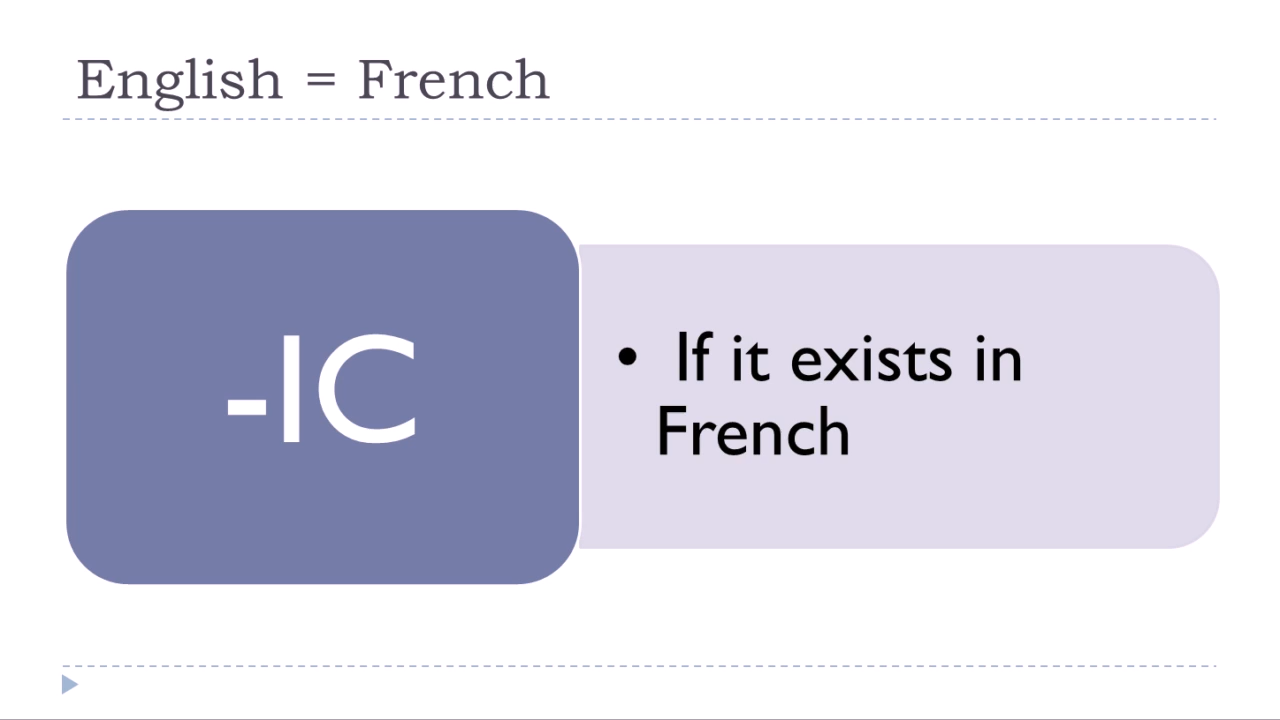 English = French
-IC
• If it exists in
French